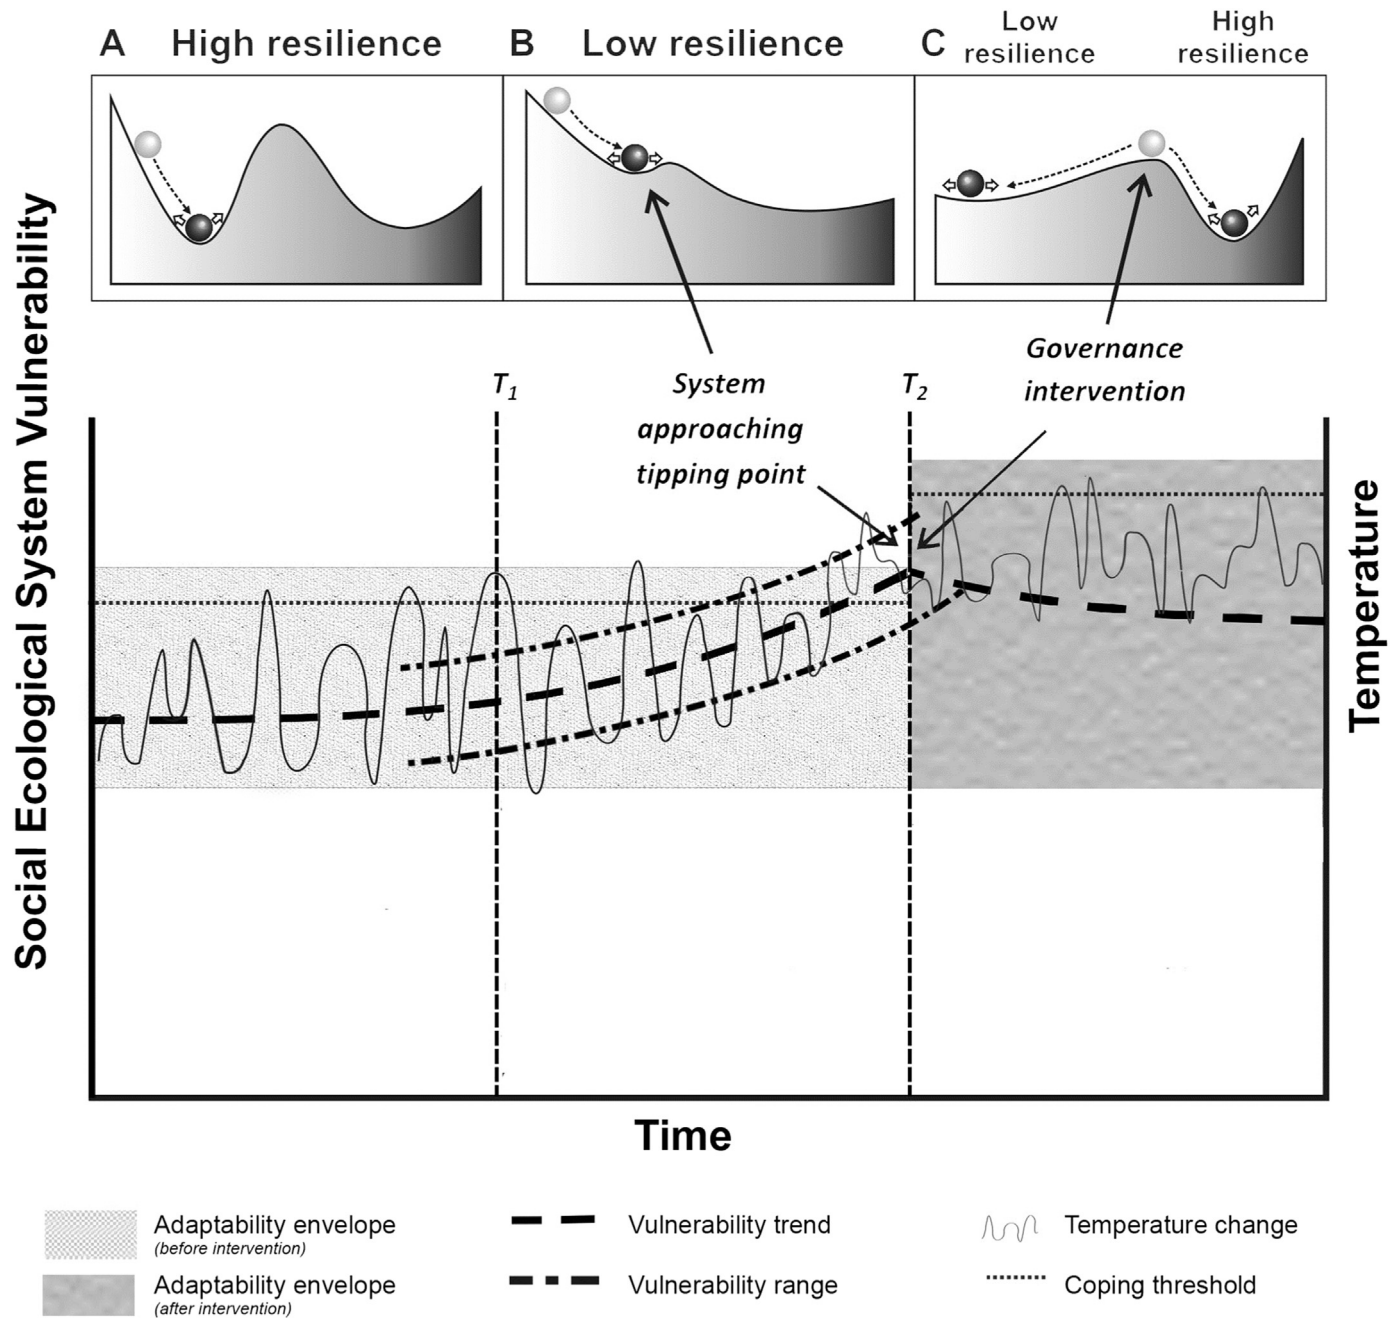 A High resilience
B Low resilience
C Low
resilience
High
resilience
Social Ecological System Vulnerability
T1
System
approaching
tipping point
T2
Governance
intervention
Temperature
Time
Adaptability envelope
(before intervention)
Adaptability envelope
(after intervention)
Vulnerability trend
Vulnerability range
Temperature change
Coping threshold